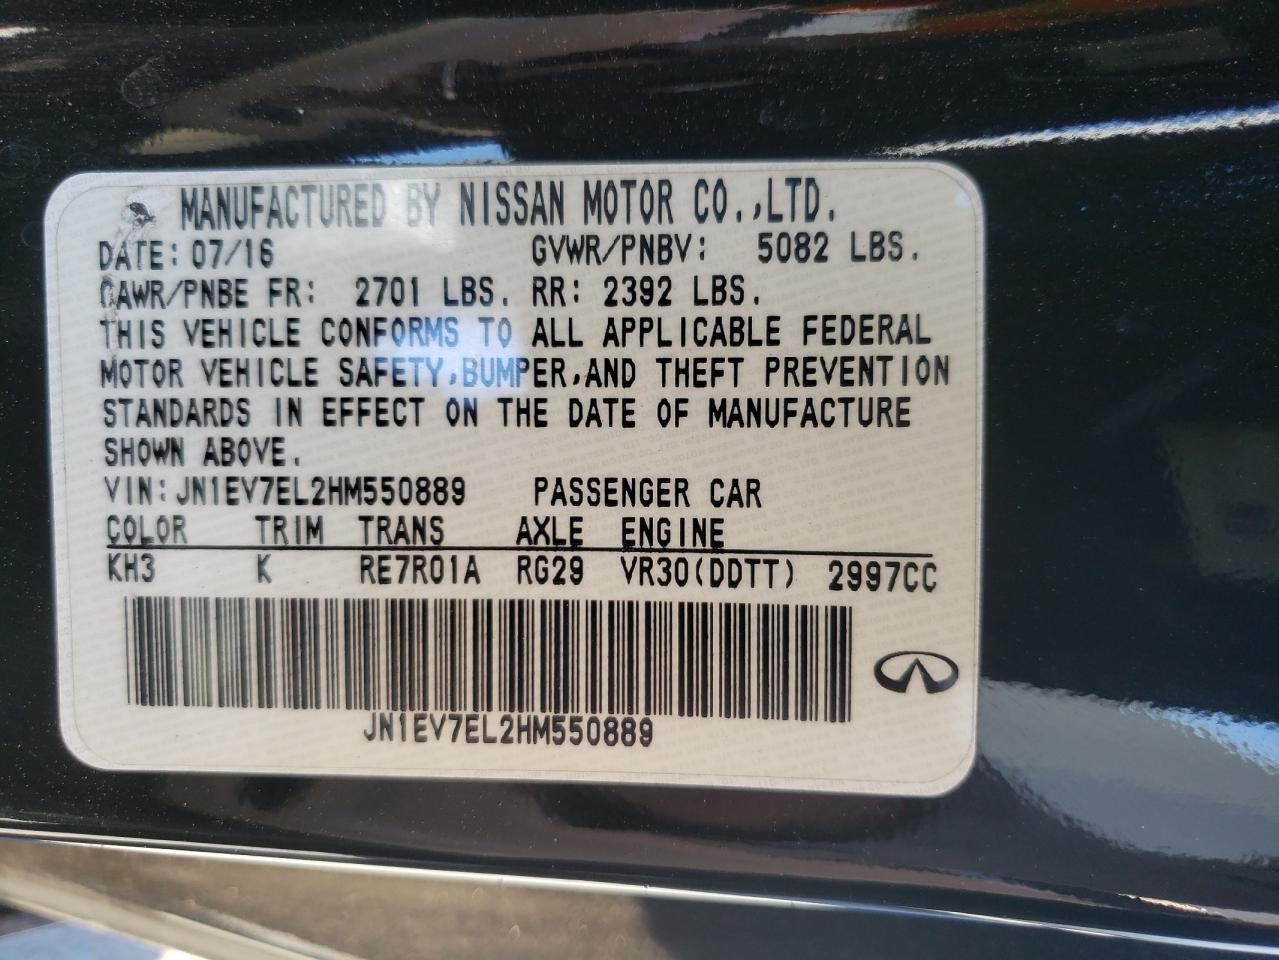 MANUFACTURED BY NISSAN MOTOR CO.,LTD.
DATE: 07/16 GVWR/PNBV: 5082 LBS.
GAWR/PNBE FR: 2701 LBS. RR: 2392 LBS.
THIS VEHICLE CONFORMS TO ALL APPLICABLE FEDERAL
MOTOR VEHICLE SAFETY,BUMPER,AND THEFT PREVENTION
STANDARDS IN EFFECT ON THE DATE OF MANUFACTURE
SHOWN ABOVE.
VIN:JN1EV7EL2HM550889 PASSENGER CAR
COLOR TRIM TRANS AXLE ENGINE
KH3 K RE7R01A RG29 VR30(DDTT) 2997CC
JN1EV7EL2HM550889